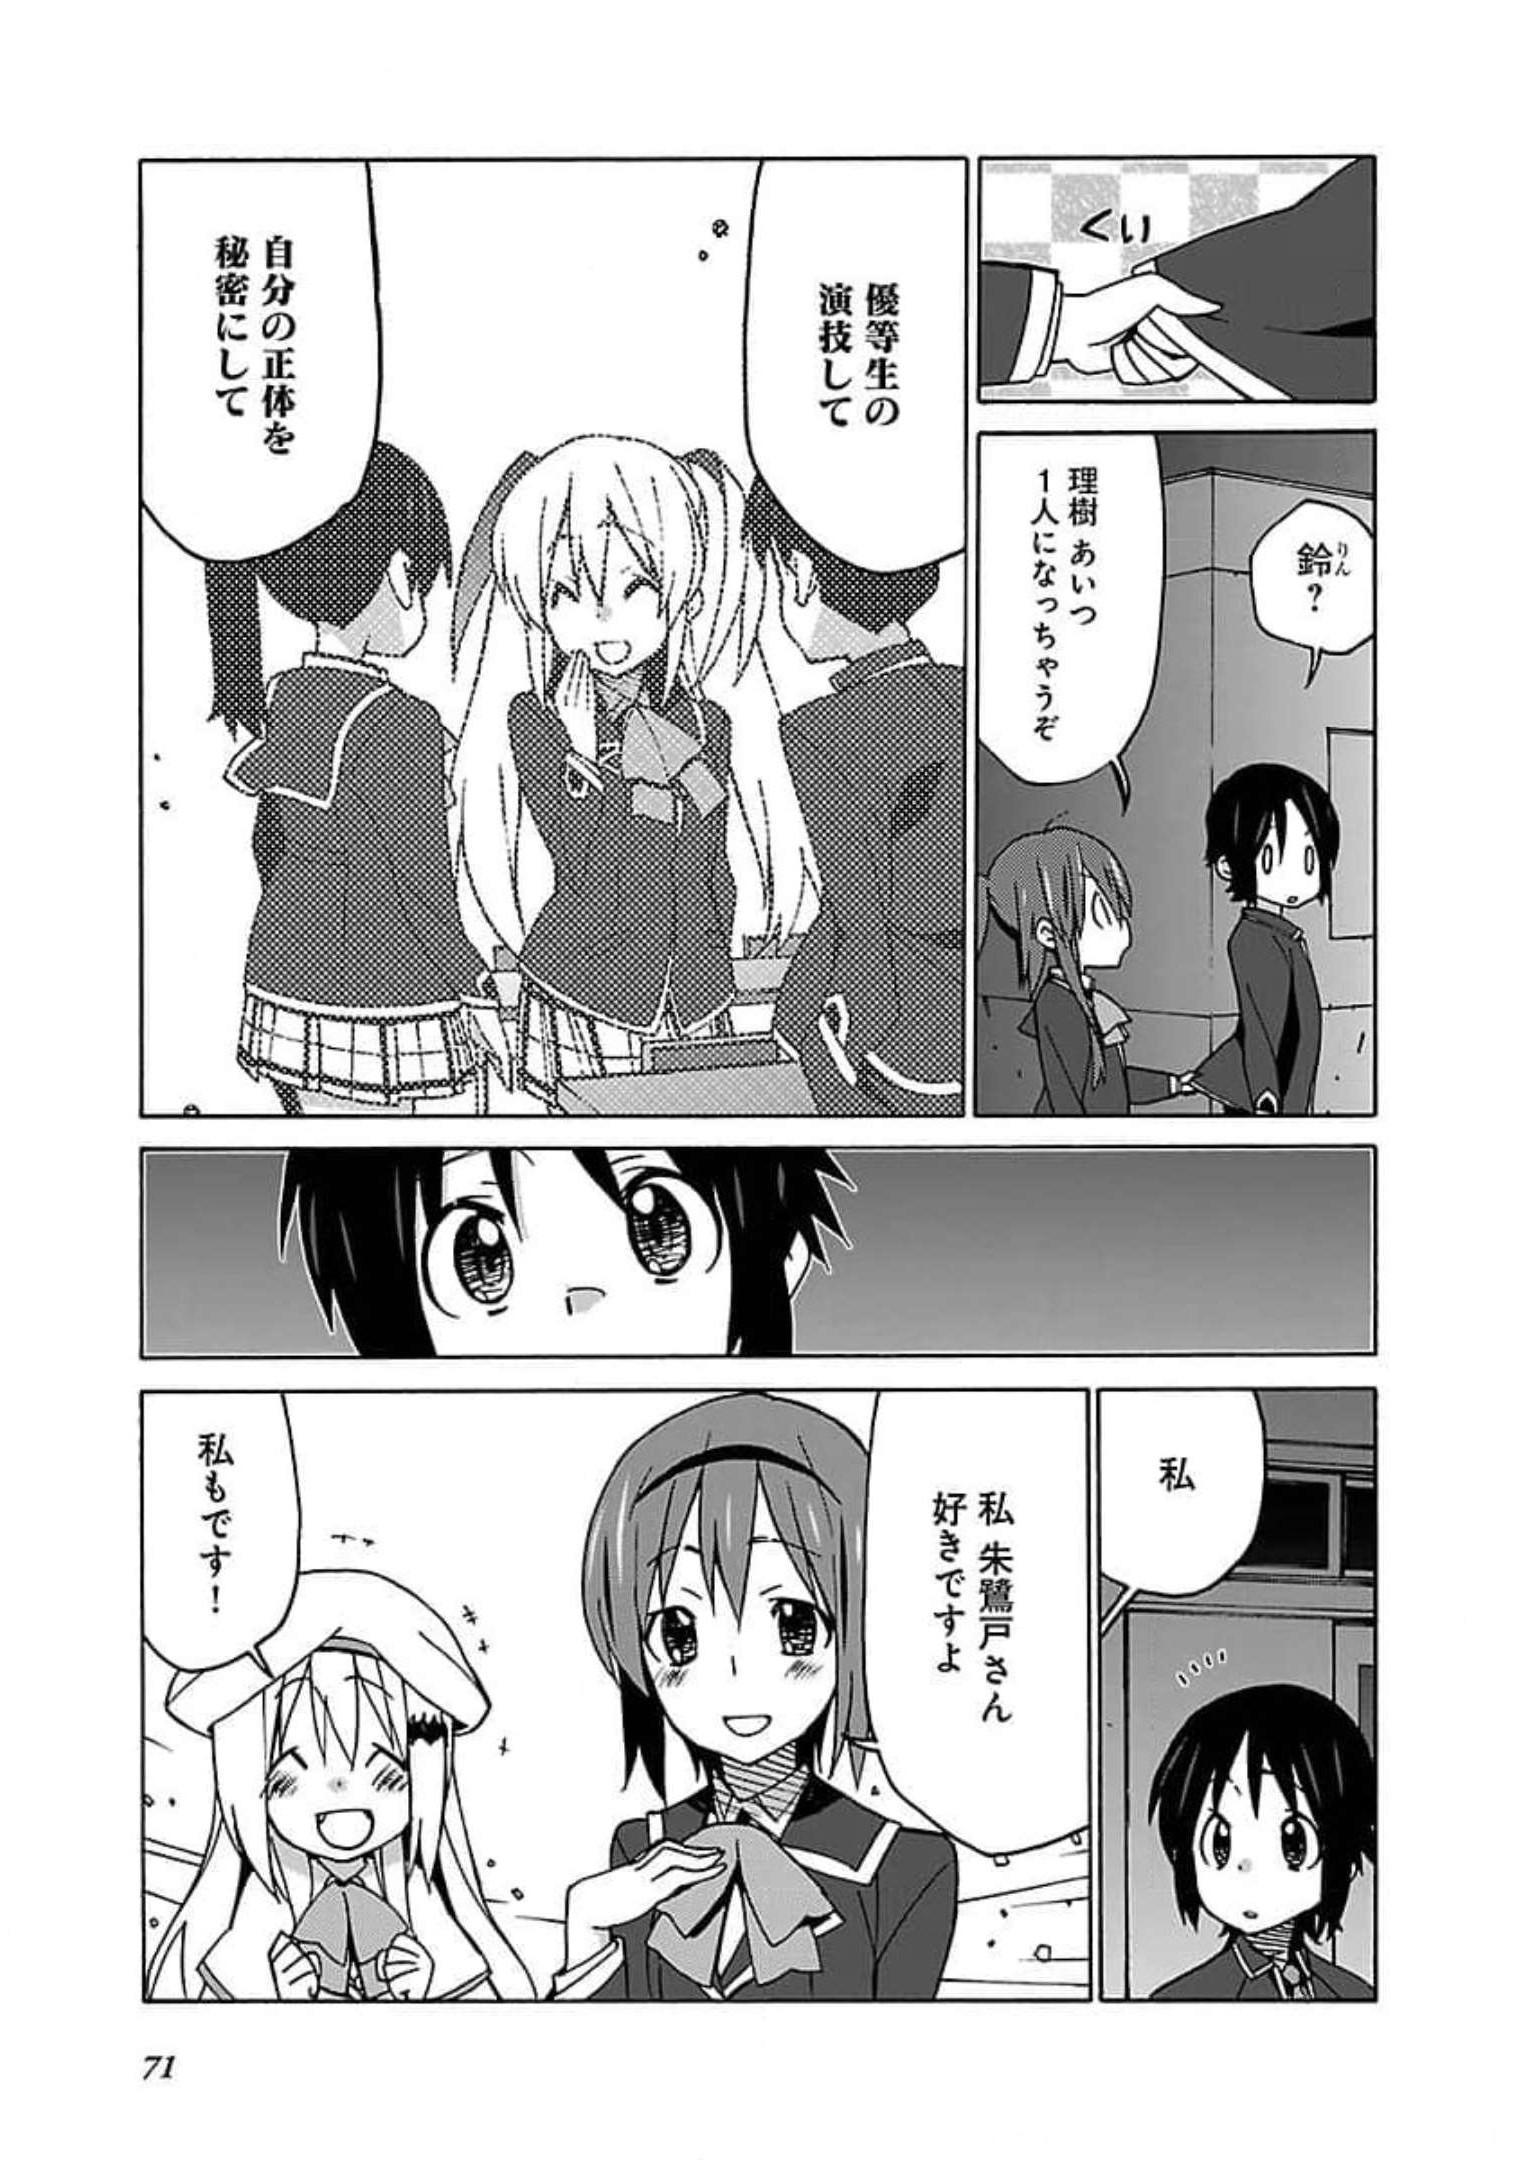 くい
鈴?
りん
理樹 あいつ
1人になっちゃうぞ
優等生の
演技して
自分の正体を
秘密にして
私
私 朱鷺戸さん
好きですよ
私もです!
71